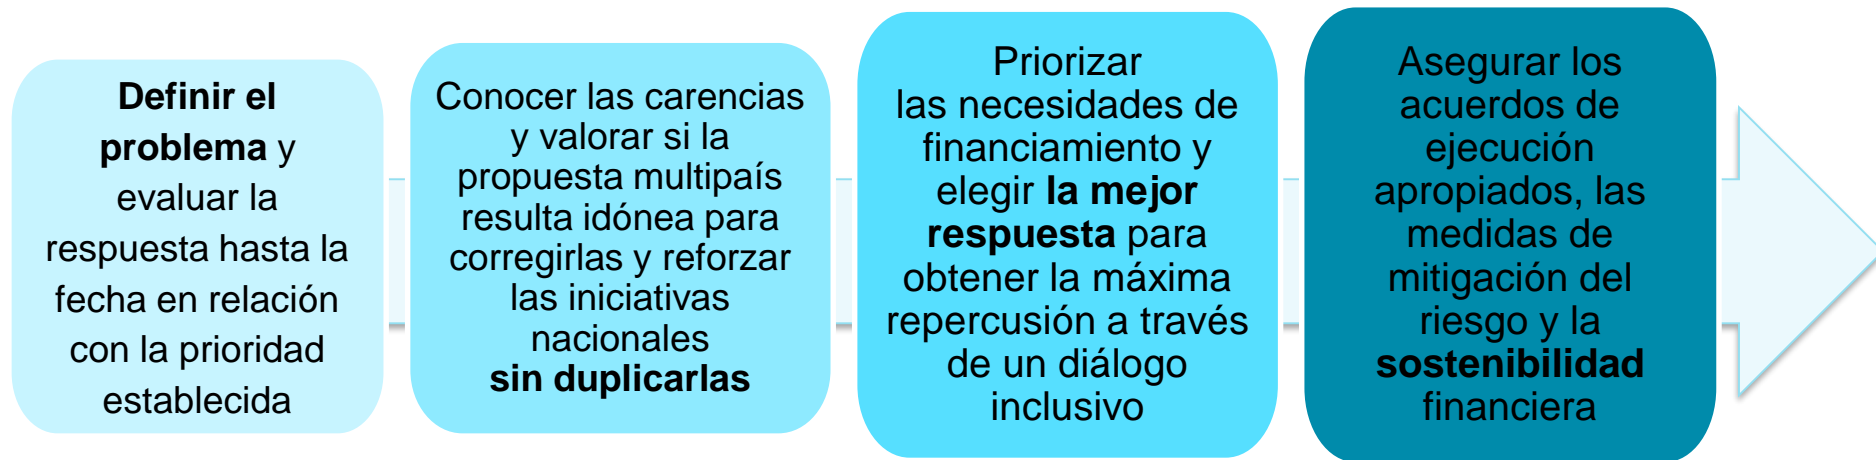 Definir el
problema y
evaluar la
respuesta hasta la
fecha en relación
con la prioridad
establecida
Conocer las carencias
y valorar si la
propuesta multipaís
resulta idónea para
corregirlas y reforzar
las iniciativas
nacionales
sin duplicarlas
Priorizar
las necesidades de
financiamiento y
elegir la mejor
respuesta para
obtener la máxima
repercusión a través
de un diálogo
inclusivo
Asegurar los
acuerdos de
ejecución
apropiados, las
medidas de
mitigación del
riesgo y la
sostenibilidad
financiera